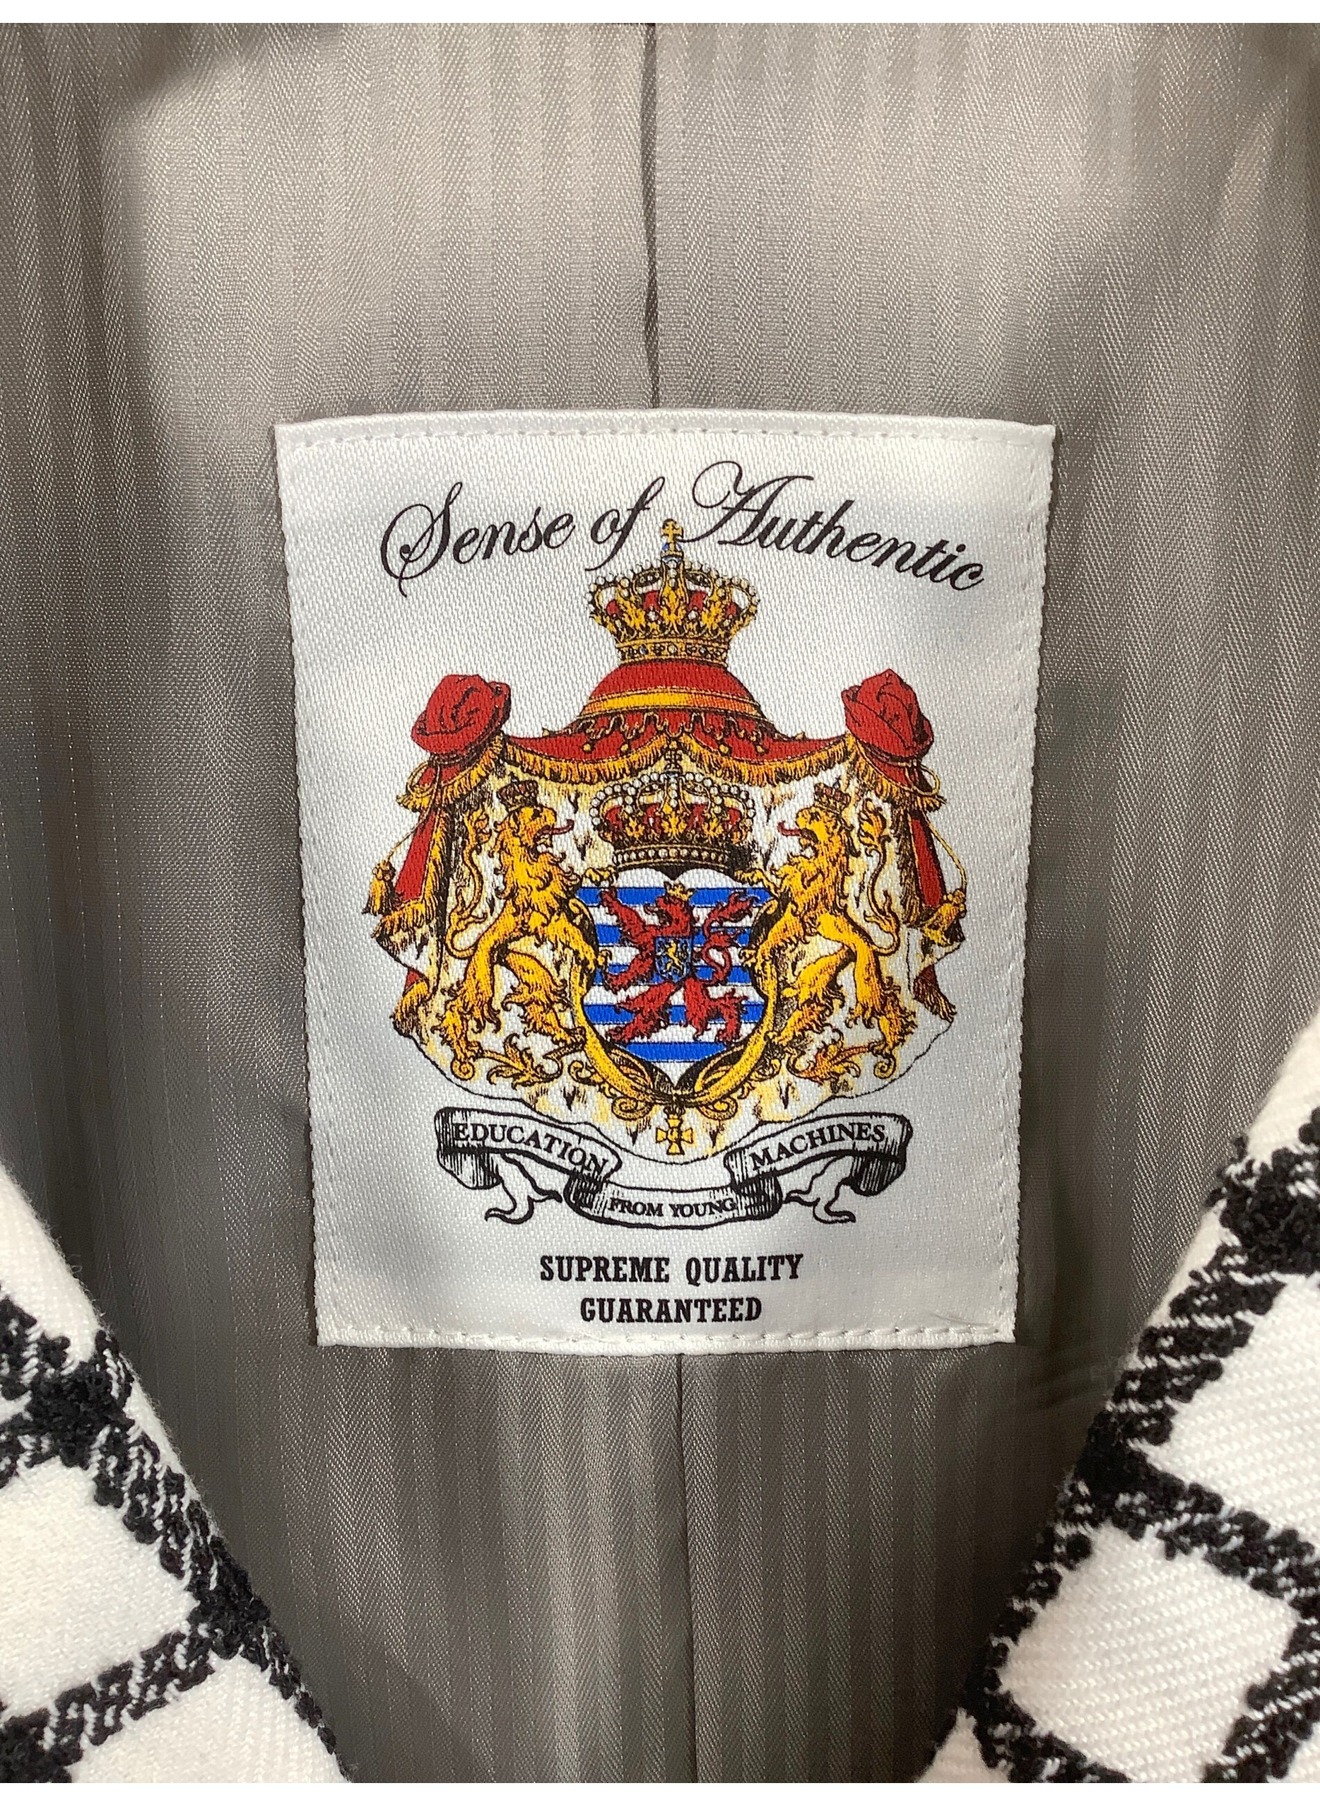 Sense of Authentic
EDUCATION
FROM YOUNG
MACHINES
SUPREME QUALITY
GUARANTEED